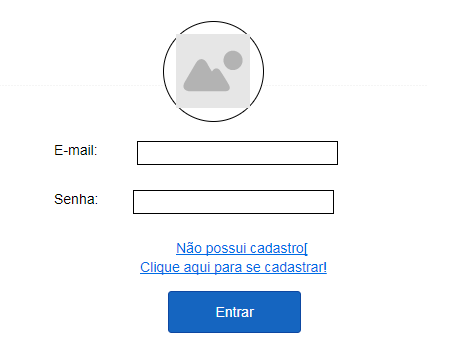 E-mail:
Senha:
Não possui cadastro[
Clique aqui para se cadastrar!
Entrar